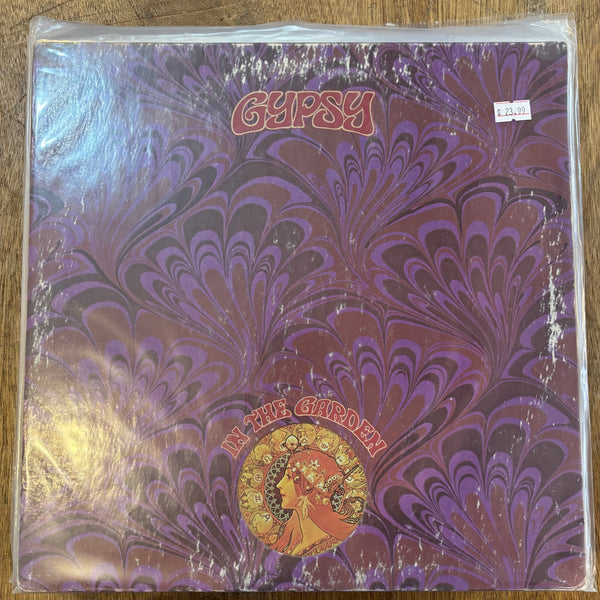 GYPSY
$ 23.99
IN THE GARDEN